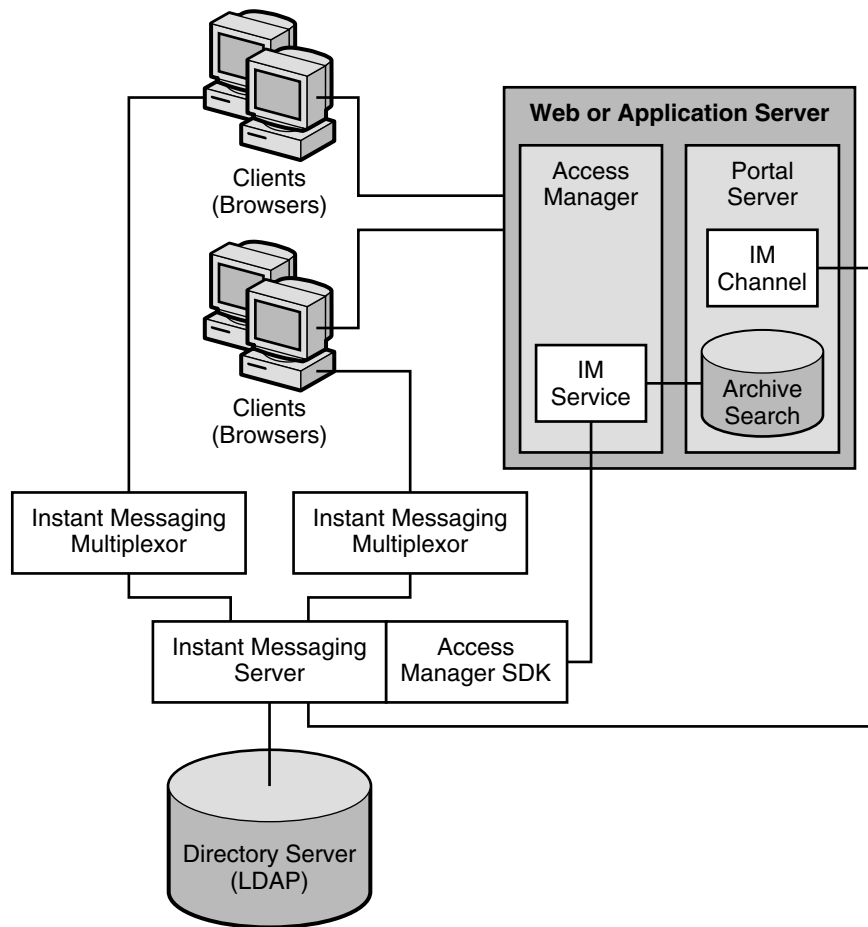 Clients
(Browsers)
Web or Application Server
Access
Manager
Portal
Server
IM
Channel
IM
Service
Archive
Search
Clients
(Browsers)
Instant Messaging
Multiplexor
Instant Messaging
Multiplexor
Instant Messaging
Server
Access
Manager SDK
Directory Server
(LDAP)